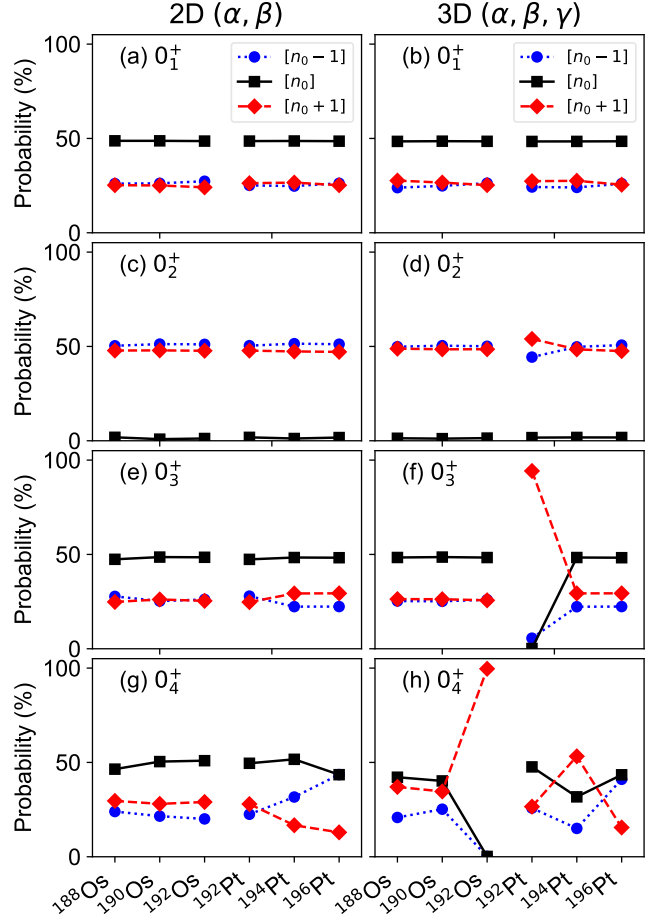 2D (α, β) 3D (α, β, γ)
Probability (%)
100
50
0
(a) 0₁⁺
[n₀ − 1]
[n₀]
[n₀ + 1]
(b) 0₁⁺
[n₀ − 1]
[n₀]
[n₀ + 1]
Probability (%)
100
50
0
(c) 0₂⁺
(d) 0₂⁺
Probability (%)
100
50
0
(e) 0₃⁺
(f) 0₃⁺
Probability (%)
100
50
0
(g) 0₄⁺
(h) 0₄⁺
¹⁸⁸Os ¹⁹⁰Os ¹⁹²Os ¹⁹²Pt ¹⁹⁴Pt ¹⁹⁶Pt
¹⁸⁸Os ¹⁹⁰Os ¹⁹²Os ¹⁹²Pt ¹⁹⁴Pt ¹⁹⁶Pt